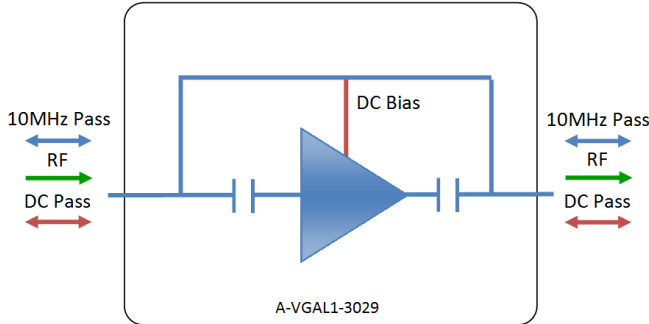 DC Bias
10MHz Pass
RF
DC Pass
10MHz Pass
RF
DC Pass
A-VGAL1-3029